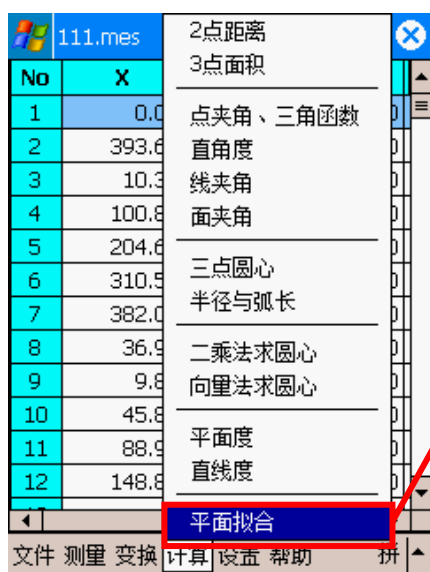 111.mes
No X
1 0.0
2 393.6
3 10.3
4 100.8
5 204.6
6 310.5
7 382.0
8 36.9
9 9.8
10 45.8
11 88.9
12 148.8
2点距离
3点面积
点夹角、三角函数
直角度
线夹角
面夹角
三点圆心
半径与弧长
二乘法求圆心
向量法求圆心
平面度
直线度
平面拟合
文件 测量 变换 计算 设置 帮助 拼